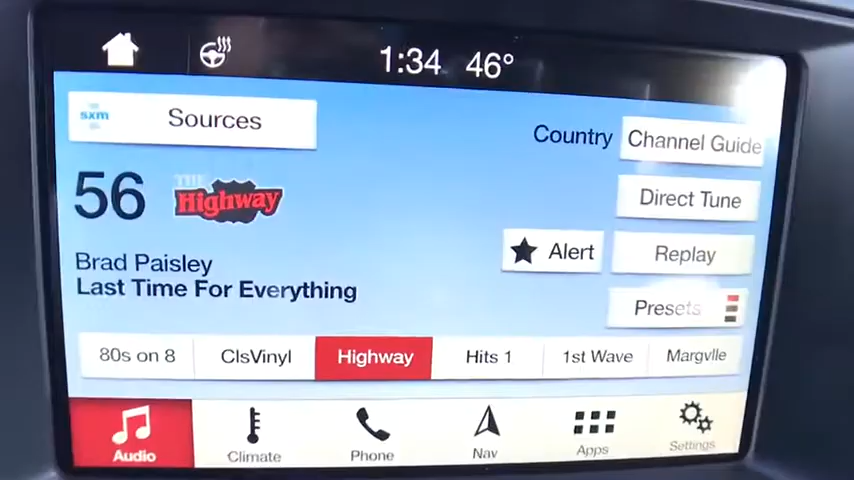 1:34 46°
sxm Sources
Country Channel Guide
56 THE Highway
Direct Tune
Alert Replay
Brad Paisley
Last Time For Everything
Presets
80s on 8 ClsVinyl Highway Hits 1 1st Wave Margvlle
Audio Climate Phone Nav Apps Settings